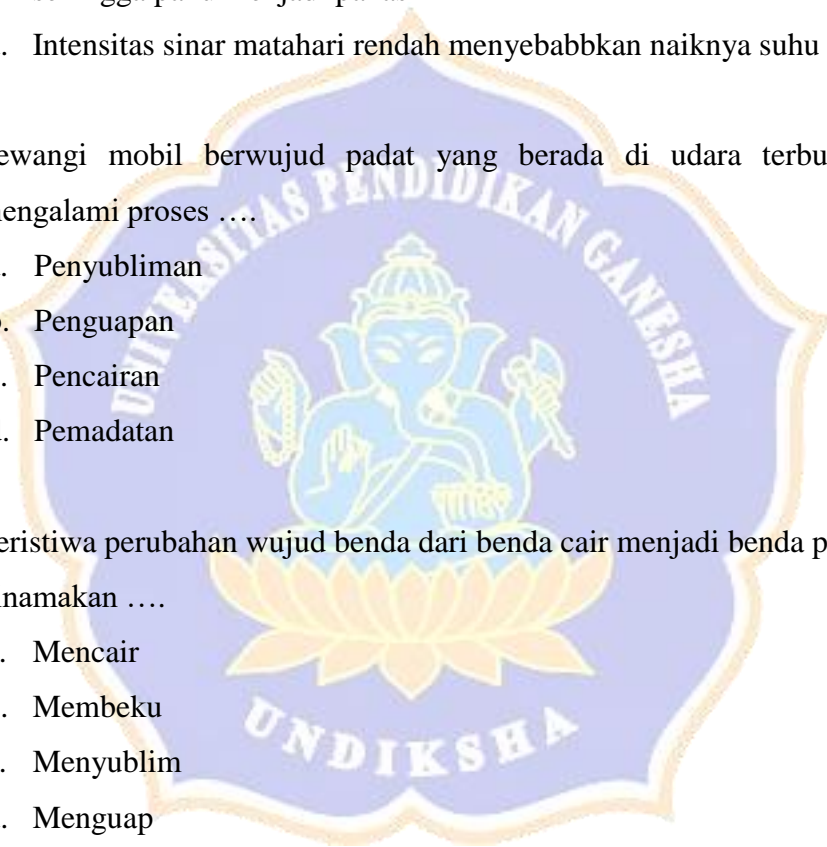 . Intensitas sinar matahari rendah menyebabbkan naiknya suhu
ewangi mobil berwujud padat yang berada di udara terbu
engalami proses ….
. Penyubliman
. Penguapan
. Pencairan
. Pemadatan
eristiwa perubahan wujud benda dari benda cair menjadi benda p
namakan ….
. Mencair
. Membeku
. Menyublim
. Menguap
UNIVERSITAS PENDIDIKAN GANESHA
UNDIKSHA